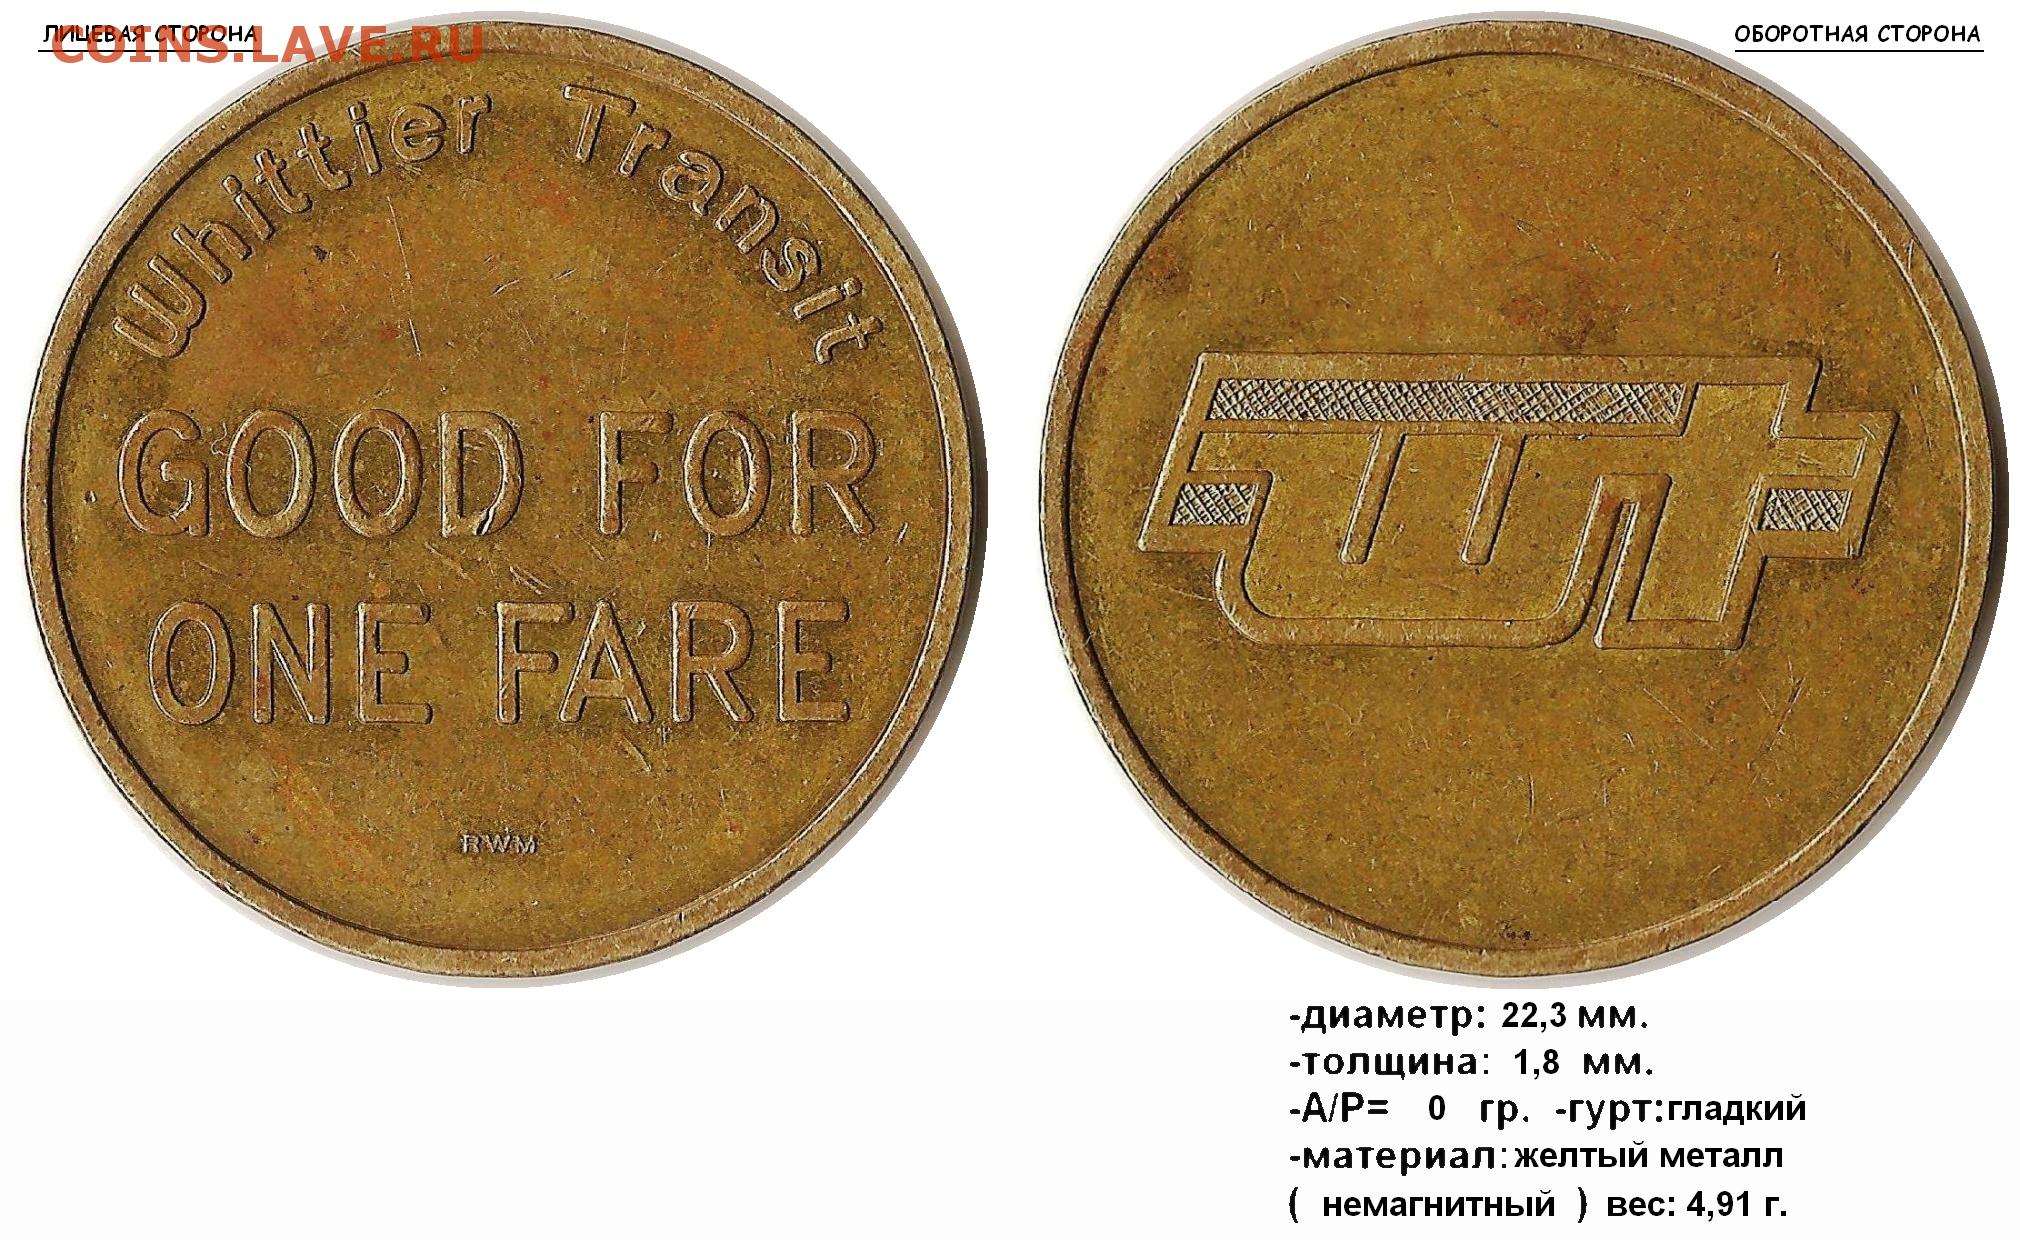 ЛИЦЕВАЯ СТОРОНА
COINS.LAVE.RU
ОБОРОТНАЯ СТОРОНА
Whittier Transit
GOOD FOR
ONE FARE
RWM
wt
-диаметр: 22,3 мм.
-толщина: 1,8 мм.
-А/Р= 0 гр. -гурт:гладкий
-материал:желтый металл
( немагнитный ) вес: 4,91 г.